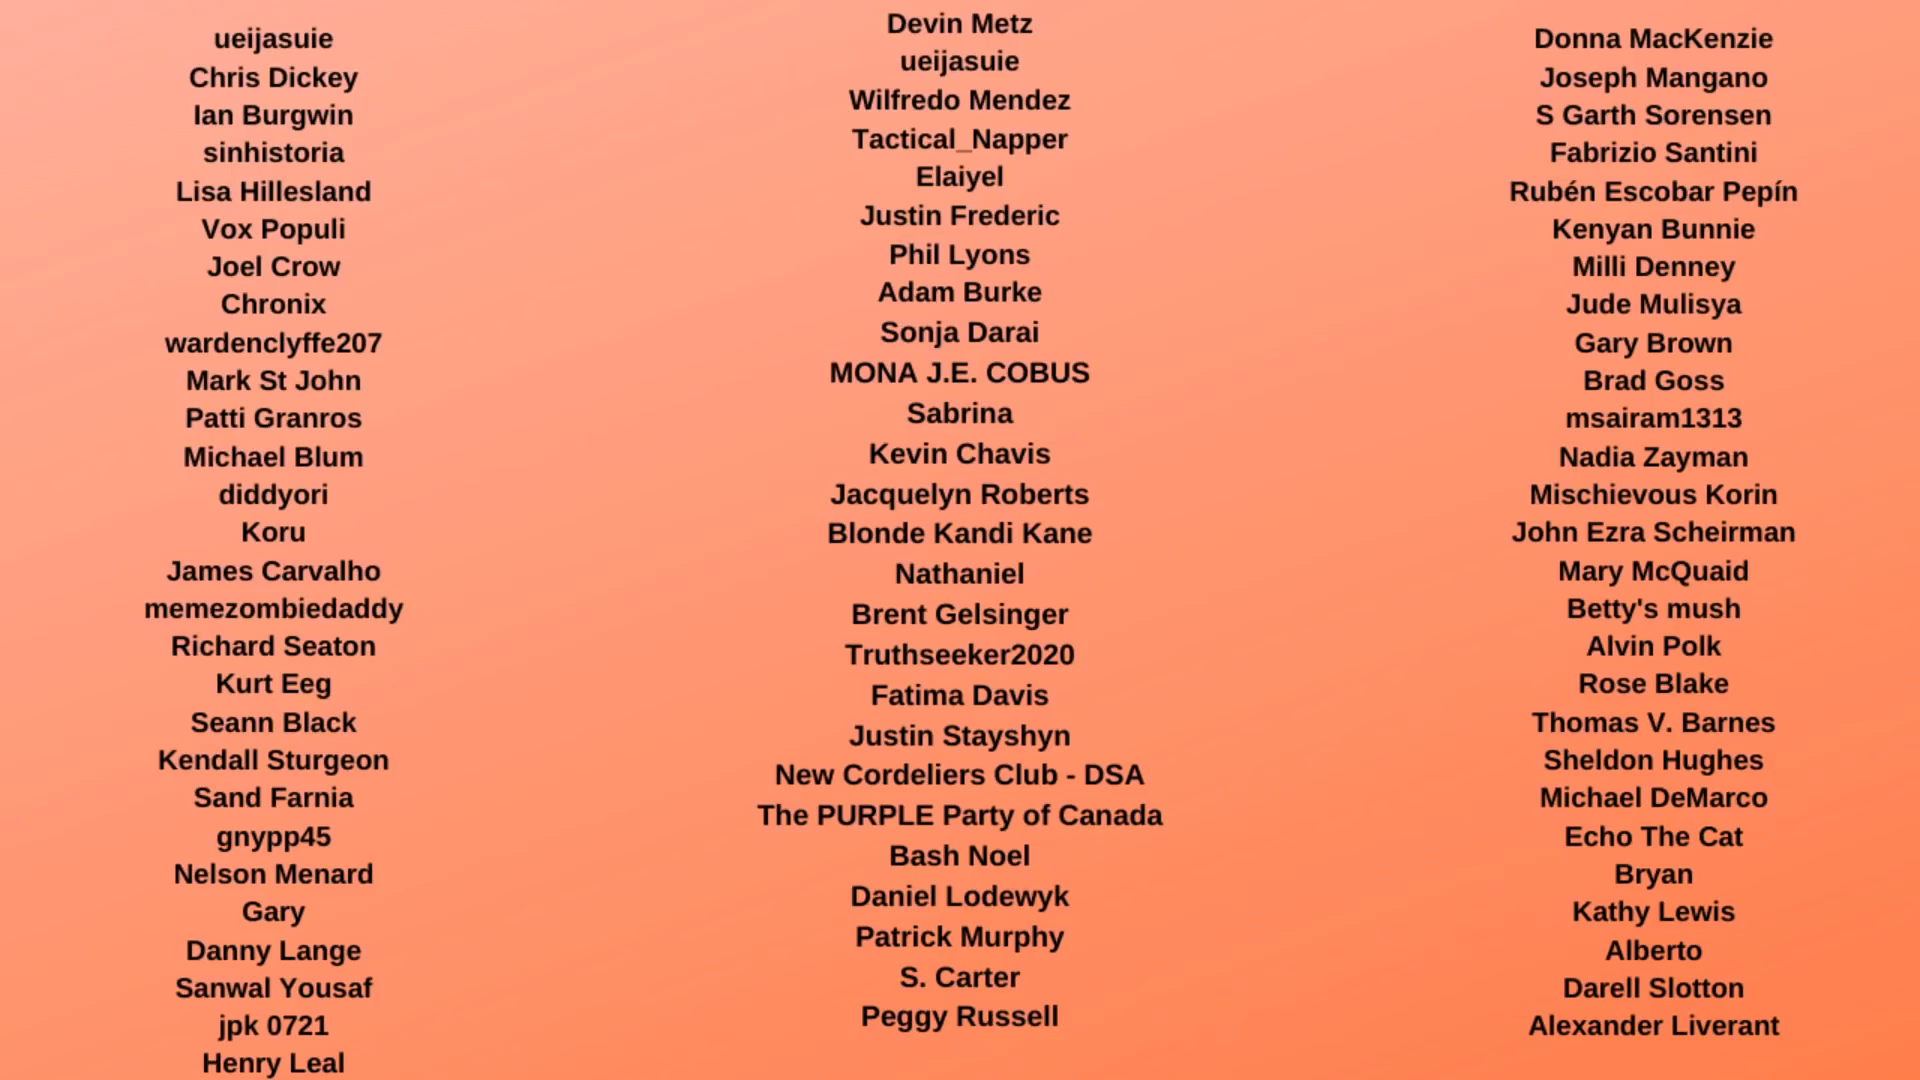 ueijasuie
Chris Dickey
Ian Burgwin
sinhistoria
Lisa Hillesland
Vox Populi
Joel Crow
Chronix
wardenclyffe207
Mark St John
Patti Granros
Michael Blum
diddyori
Koru
James Carvalho
memezombiedaddy
Richard Seaton
Kurt Eeg
Seann Black
Kendall Sturgeon
Sand Farnia
gnypp45
Nelson Menard
Gary
Danny Lange
Sanwal Yousaf
jpk 0721
Henry Leal
Devin Metz
ueijasuie
Wilfredo Mendez
Tactical_Napper
Elaiyel
Justin Frederic
Phil Lyons
Adam Burke
Sonja Darai
MONA J.E. COBUS
Sabrina
Kevin Chavis
Jacquelyn Roberts
Blonde Kandi Kane
Nathaniel
Brent Gelsinger
Truthseeker2020
Fatima Davis
Justin Stayshyn
New Cordeliers Club - DSA
The PURPLE Party of Canada
Bash Noel
Daniel Lodewyk
Patrick Murphy
S. Carter
Peggy Russell
Donna MacKenzie
Joseph Mangano
S Garth Sorensen
Fabrizio Santini
Rubén Escobar Pepín
Kenyan Bunnie
Milli Denney
Jude Mulisya
Gary Brown
Brad Goss
msairam1313
Nadia Zayman
Mischievous Korin
John Ezra Scheirman
Mary McQuaid
Betty's mush
Alvin Polk
Rose Blake
Thomas V. Barnes
Sheldon Hughes
Michael DeMarco
Echo The Cat
Bryan
Kathy Lewis
Alberto
Darell Slotton
Alexander Liverant